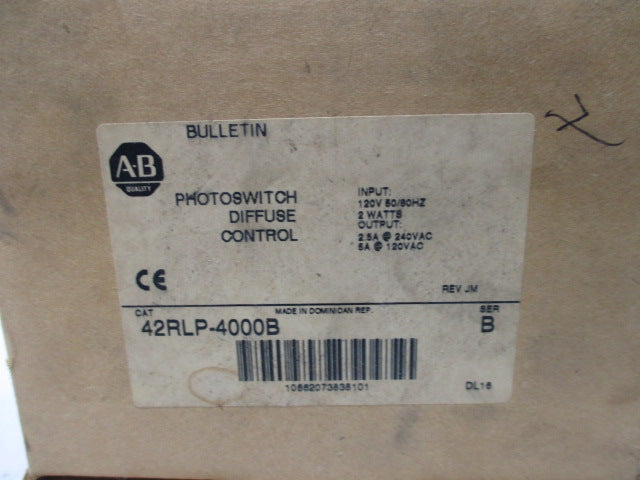 BULLETIN
A-B
QUALITY
PHOTOSWITCH
DIFFUSE
CONTROL
INPUT:
120V 50/60HZ
2 WATTS
OUTPUT:
2.5A @ 240VAC
5A @ 120VAC
CE
REV JM
CAT
MADE IN DOMINICAN REP.
SER
42RLP-4000B
B
10662073838101
DL16